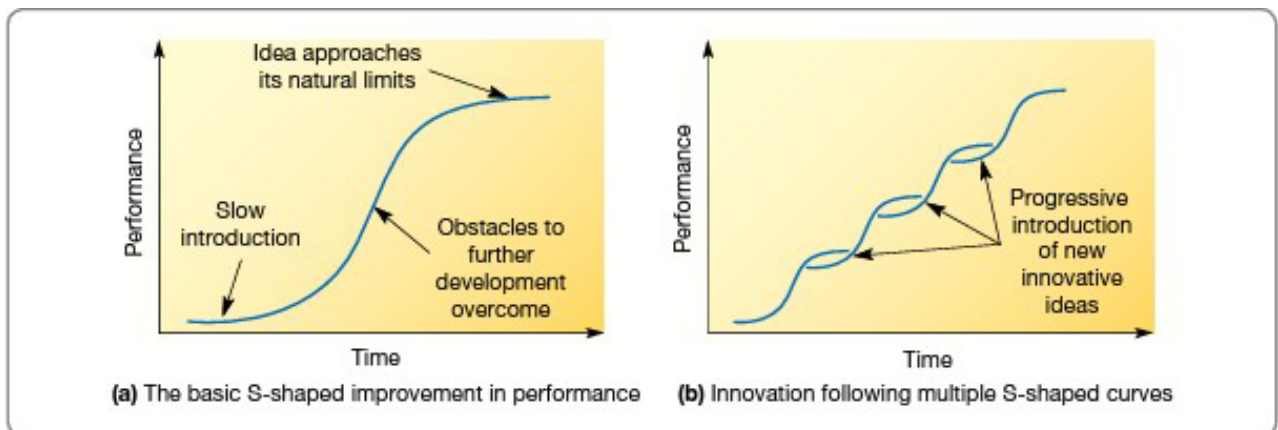 Performance
Idea approaches
its natural limits
Slow
introduction
Obstacles to
further
development
overcome
Time
(a) The basic S-shaped improvement in performance
Performance
Progressive
introduction
of new
innovative
ideas
Time
(b) Innovation following multiple S-shaped curves